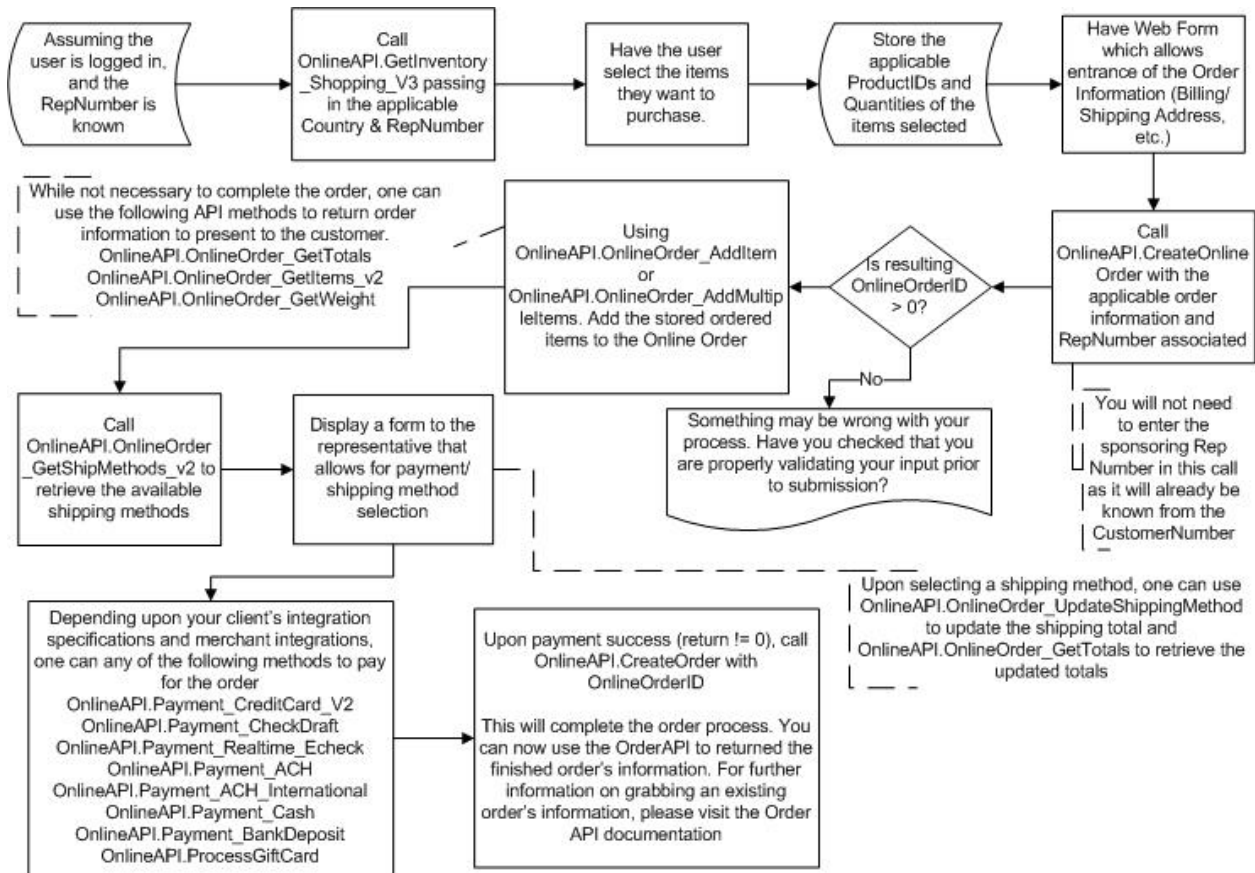 Assuming the
user is logged in,
and the
RepNumber is
known
Call
OnlineAPI.GetInventory
_Shopping_V3 passing
in the applicable
Country & RepNumber
Have the user
select the items
they want to
purchase.
Store the
applicable
ProductIDs and
Quantities of the
items selected
Have Web Form
which allows
entrance of the Order
Information (Billing/
Shipping Address,
etc.)
Call
OnlineAPI.CreateOnline
Order with the
applicable order
information and
RepNumber associated
You will not need
to enter the
sponsoring Rep
Number in this call
as it will already be
known from the
CustomerNumber
Is resulting
OnlineOrderID
> 0?
No
Something may be wrong with your
process. Have you checked that you
are properly validating your input prior
to submission?
Using
OnlineAPI.OnlineOrder_AddItem
or
OnlineAPI.OnlineOrder_AddMultip
leItems. Add the stored ordered
items to the Online Order
While not necessary to complete the order, one can
use the following API methods to return order
information to present to the customer.
OnlineAPI.OnlineOrder_GetTotals
OnlineAPI.OnlineOrder_GetItems_v2
OnlineAPI.OnlineOrder_GetWeight
Call
OnlineAPI.OnlineOrder
_GetShipMethods_v2 to
retrieve the available
shipping methods
Display a form to the
representative that
allows for payment/
shipping method
selection
Upon selecting a shipping method, one can use
OnlineAPI.OnlineOrder_UpdateShippingMethod
to update the shipping total and
OnlineAPI.OnlineOrder_GetTotals to retrieve the
updated totals
Depending upon your client's integration
specifications and merchant integrations,
one can any of the following methods to pay
for the order
OnlineAPI.Payment_CreditCard_V2
OnlineAPI.Payment_CheckDraft
OnlineAPI.Payment_Realtime_Echeck
OnlineAPI.Payment_ACH
OnlineAPI.Payment_ACH_International
OnlineAPI.Payment_Cash
OnlineAPI.Payment_BankDeposit
OnlineAPI.ProcessGiftCard
Upon payment success (return != 0), call
OnlineAPI.CreateOrder with
OnlineOrderID
This will complete the order process. You
can now use the OrderAPI to returned the
finished order's information. For further
information on grabbing an existing
order's information, please visit the Order
API documentation